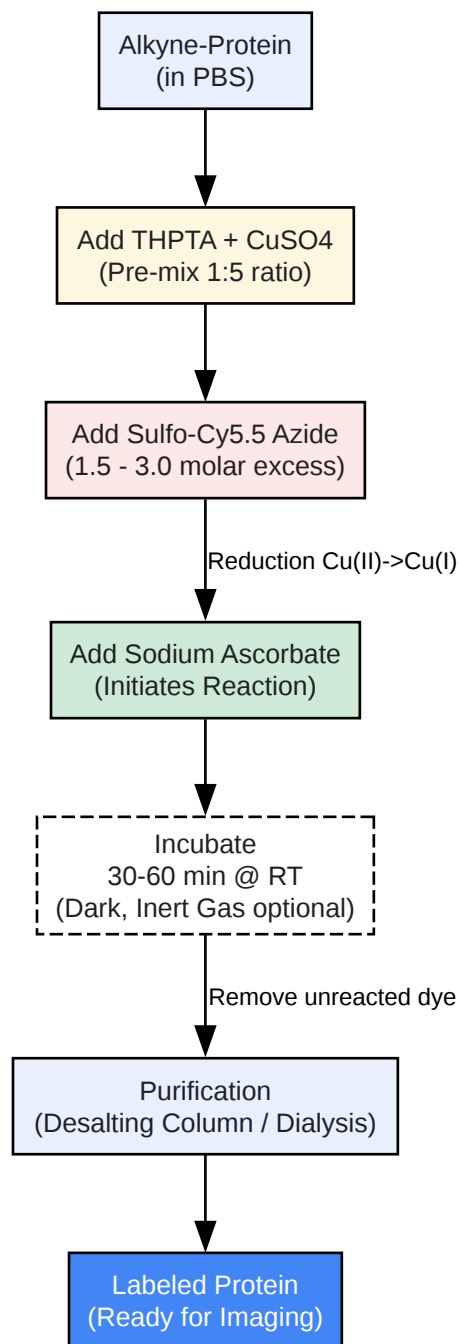 Alkyne-Protein
(in PBS)
Add THPTA + CuSO4
(Pre-mix 1:5 ratio)
Add Sulfo-Cy5.5 Azide
(1.5 - 3.0 molar excess)
Reduction Cu(II)->Cu(I)
Add Sodium Ascorbate
(Initiates Reaction)
Incubate
30-60 min @ RT
(Dark, Inert Gas optional)
Remove unreacted dye
Purification
(Desalting Column / Dialysis)
Labeled Protein
(Ready for Imaging)